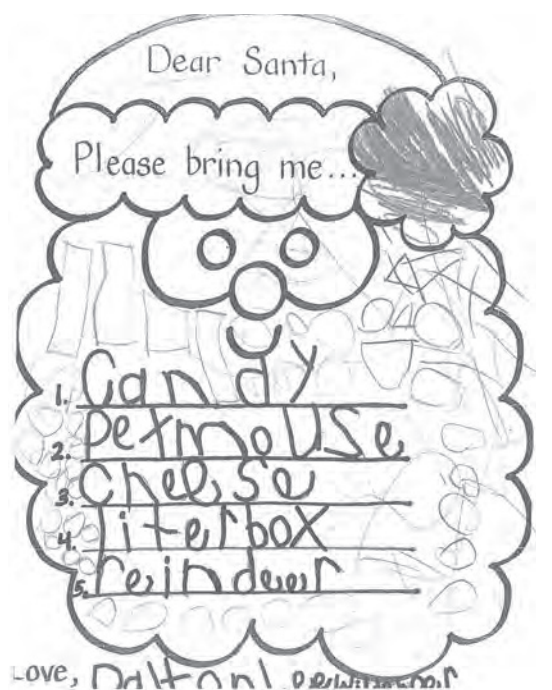 Dear Santa,
Please bring me...
1. Candy
2. Petmouse
3. Cheese
4. literbox
5. reindeer
Love, Dalton